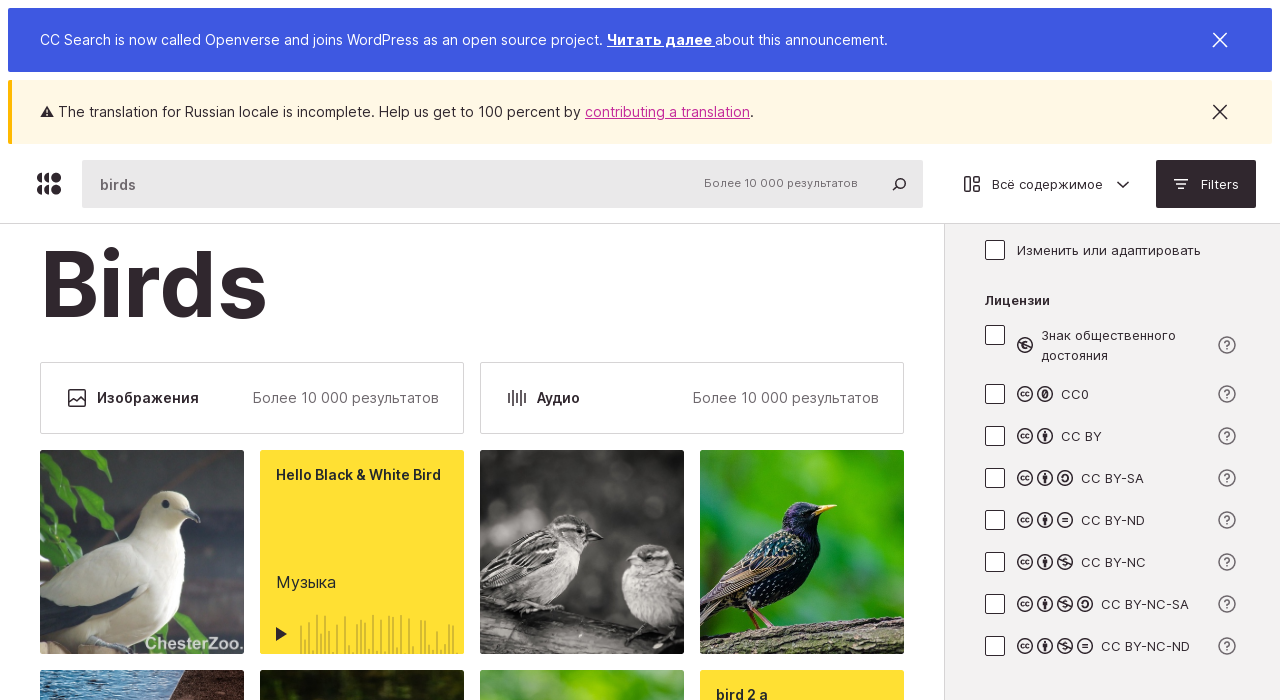 CC Search is now called Openverse and joins WordPress as an open source project. Читать далее about this announcement.
⚠ The translation for Russian locale is incomplete. Help us get to 100 percent by contributing a translation.
birds
Более 10 000 результатов
Всё содержимое
Filters
Birds
Изображения
Более 10 000 результатов
Аудио
Более 10 000 результатов
Hello Black & White Bird
Музыка
ChesterZoo.
bird 2 a
Изменить или адаптировать
Лицензии
Знак общественного
достояния
CC0
CC BY
CC BY-SA
CC BY-ND
CC BY-NC
CC BY-NC-SA
CC BY-NC-ND